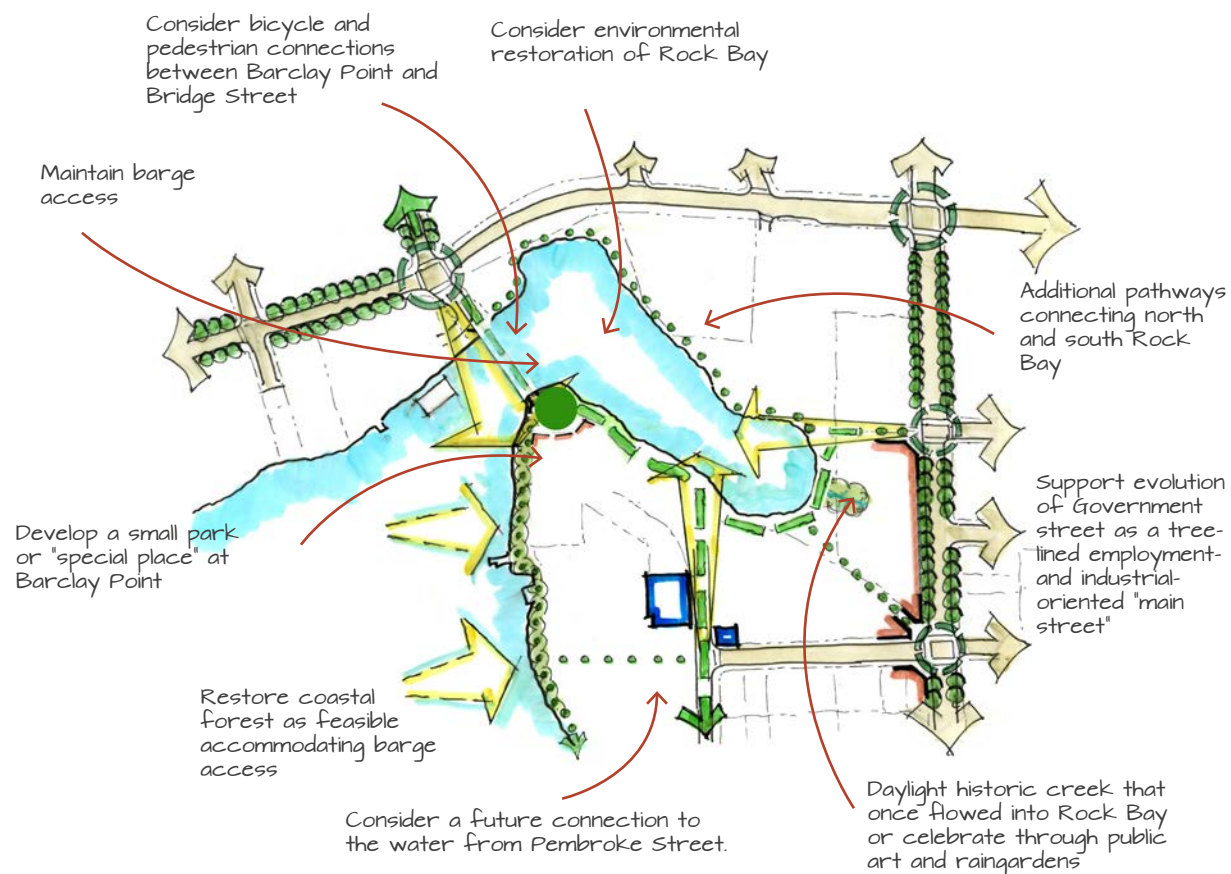 Consider bicycle and
pedestrian connections
between Barclay Point and
Bridge Street
Consider environmental
restoration of Rock Bay
Maintain barge
access
Additional pathways
connecting north
and south Rock
Bay
Support evolution
of Government
street as a tree-
lined employment-
and industrial-
oriented "main
street"
Develop a small park
or "special place" at
Barclay Point
Restore coastal
forest as feasible
accommodating barge
access
Consider a future connection to
the water from Pembroke Street.
Daylight historic creek that
once flowed into Rock Bay
or celebrate through public
art and raingardens